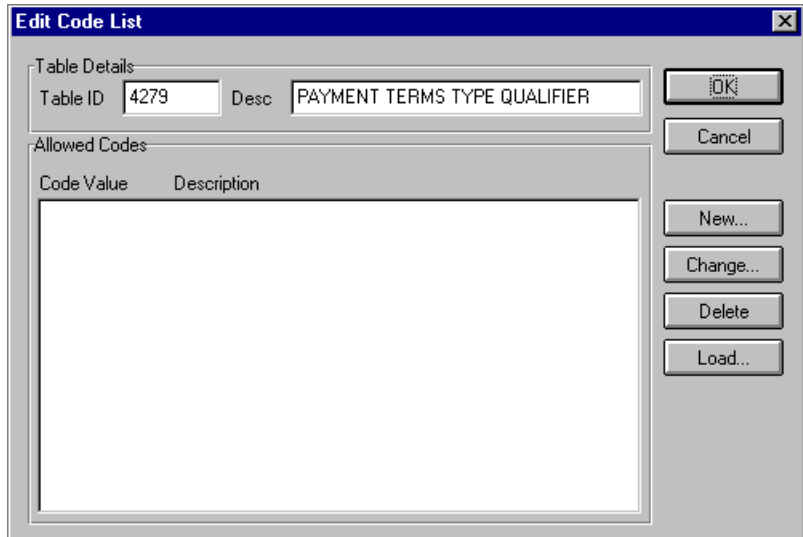 Edit Code List
Table Details
Table ID 4279 Desc PAYMENT TERMS TYPE QUALIFIER
OK
Cancel
Allowed Codes
Code Value Description
New...
Change...
Delete
Load...